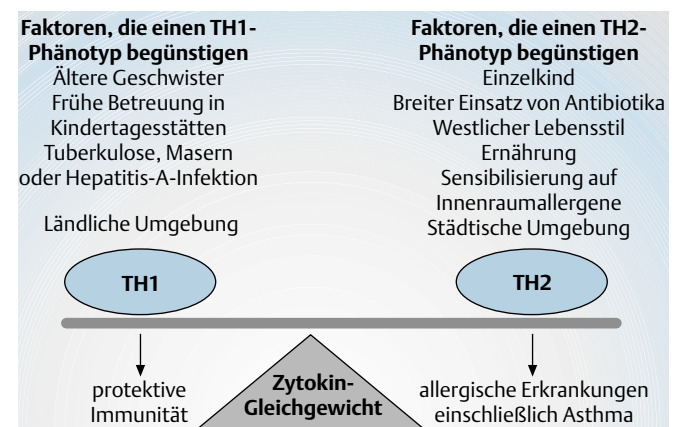 Faktoren, die einen TH1-
Phänotyp begünstigen
Ältere Geschwister
Frühe Betreuung in
Kindertagesstätten
Tuberkulose, Masern
oder Hepatitis-A-Infektion
Ländliche Umgebung
Faktoren, die einen TH2-
Phänotyp begünstigen
Einzelkind
Breiter Einsatz von Antibiotika
Westlicher Lebensstil
Ernährung
Sensibilisierung auf
Innenraumallergene
Städtische Umgebung
TH1
TH2
protektive
Immunität
Zytokin-
Gleichgewicht
allergische Erkrankungen
einschließlich Asthma